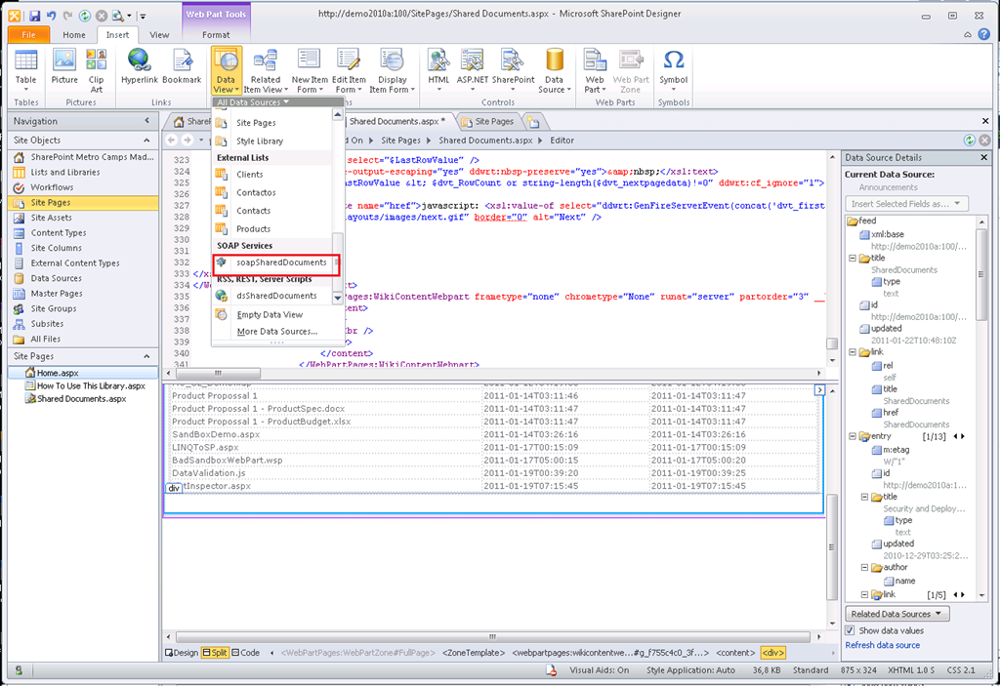 Web Part Tools
http://demo2010a:100/SitePages/Shared Documents.aspx - Microsoft SharePoint Designer
File Home Insert View Format
Table
Picture
Clip Art
Hyperlink
Bookmark
Data View
Related Item View
New Item Form
Edit Item Form
Display Item Form
HTML
ASP.NET
SharePoint
Data Source
Web Part
Web Part Zone
Symbol
Tables Pictures Links Controls Web Parts Symbols
All Data Sources
Site Pages
Style Library
External Lists
Clients
Contactos
Contacts
Products
SOAP Services
soapSharedDocuments
RSS, REST, Server Scripts
dsSharedDocuments
Empty Data View
More Data Sources...
Navigation
Site Objects
SharePoint Metro Camps Mad...
Lists and Libraries
Workflows
Site Pages
Site Assets
Content Types
Site Columns
External Content Types
Data Sources
Master Pages
Site Groups
Subsites
All Files
Site Pages
Home.aspx
How To Use This Library.aspx
Shared Documents.aspx
Shared Documents.aspx * Site Pages
Site Pages Shared Documents.aspx Editor
323 select="$LastRowValue" />
324 e-output-escaping="yes" ddwrt:nbsp-preserve="yes">&amp;nbsp;</xsl:text>
325 astRowValue &lt; $dvt_RowCount or string-length($dvt_nextpagedata)!=0" ddwrt:cf_ignore="1">
326
327 te name="href">javascript: <xsl:value-of select="ddwrt:GenFireServerEvent(concat('dvt_first
328 ayouts/images/next.gif" border="0" alt="Next" />
329
330
331
332
333 </x
334 </W
335 Pages:WikiContentWebpart frametype="none" chrometype="None" runat="server" partorder="3"
336
337
338 br />
339
340 </content>
341 </WebPartPages:WikiContentWebpart>
Product Propossal 1 2011-01-14T03:11:46 2011-01-14T03:11:47
Product Propossal 1 - ProductSpec.docx 2011-01-14T03:11:47 2011-01-14T03:11:47
Product Propossal 1 - ProductBudget.xlsx 2011-01-14T03:11:47 2011-01-14T03:11:47
SandBoxDemo.aspx 2011-01-14T03:26:16 2011-01-14T03:26:16
LINQToSP.aspx 2011-01-17T00:15:09 2011-01-17T00:15:09
BadSandboxWebPart.wsp 2011-01-17T05:00:15 2011-01-17T05:00:20
DataValidation.js 2011-01-19T00:39:20 2011-01-19T00:39:25
div tInspector.aspx 2011-01-19T07:15:45 2011-01-19T07:15:45
Data Source Details
Current Data Source:
Announcements
Insert Selected Fields as...
feed
xml:base
http://demo2010a:...
title
SharedDocuments
type
text
id
http://demo2010a:...
updated
2011-01-22T10:48:10Z
link
rel
self
title
SharedDocuments
href
SharedDocuments
entry [1/13]
m:etag
W/"1"
id
http://demo2010a:1...
title
Security and Deploy...
type
text
updated
2010-12-29T03:25:2...
author
name
link [1/5]
Related Data Sources
Show data values
Refresh data source
Design Split Code <WebPartPages:WebPartZone#FullPage> <ZoneTemplate> <webpartpages:wikicontentwe...#g_f755c4c0_3f...> <content> <div>
Visual Aids: On Style Application: Auto 36,8 KB Standard 875 x 324 XHTML 1.0 S CSS 2.1